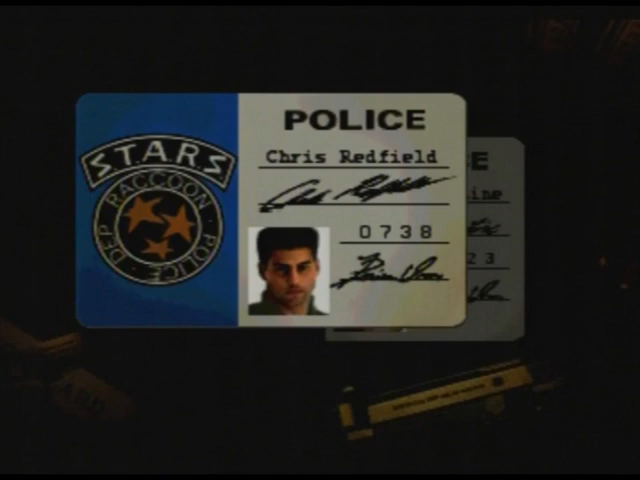 POLICE
S.T.A.R.S
Chris Redfield
RACCOON
0738
POLICE
DEP
E
ine
23